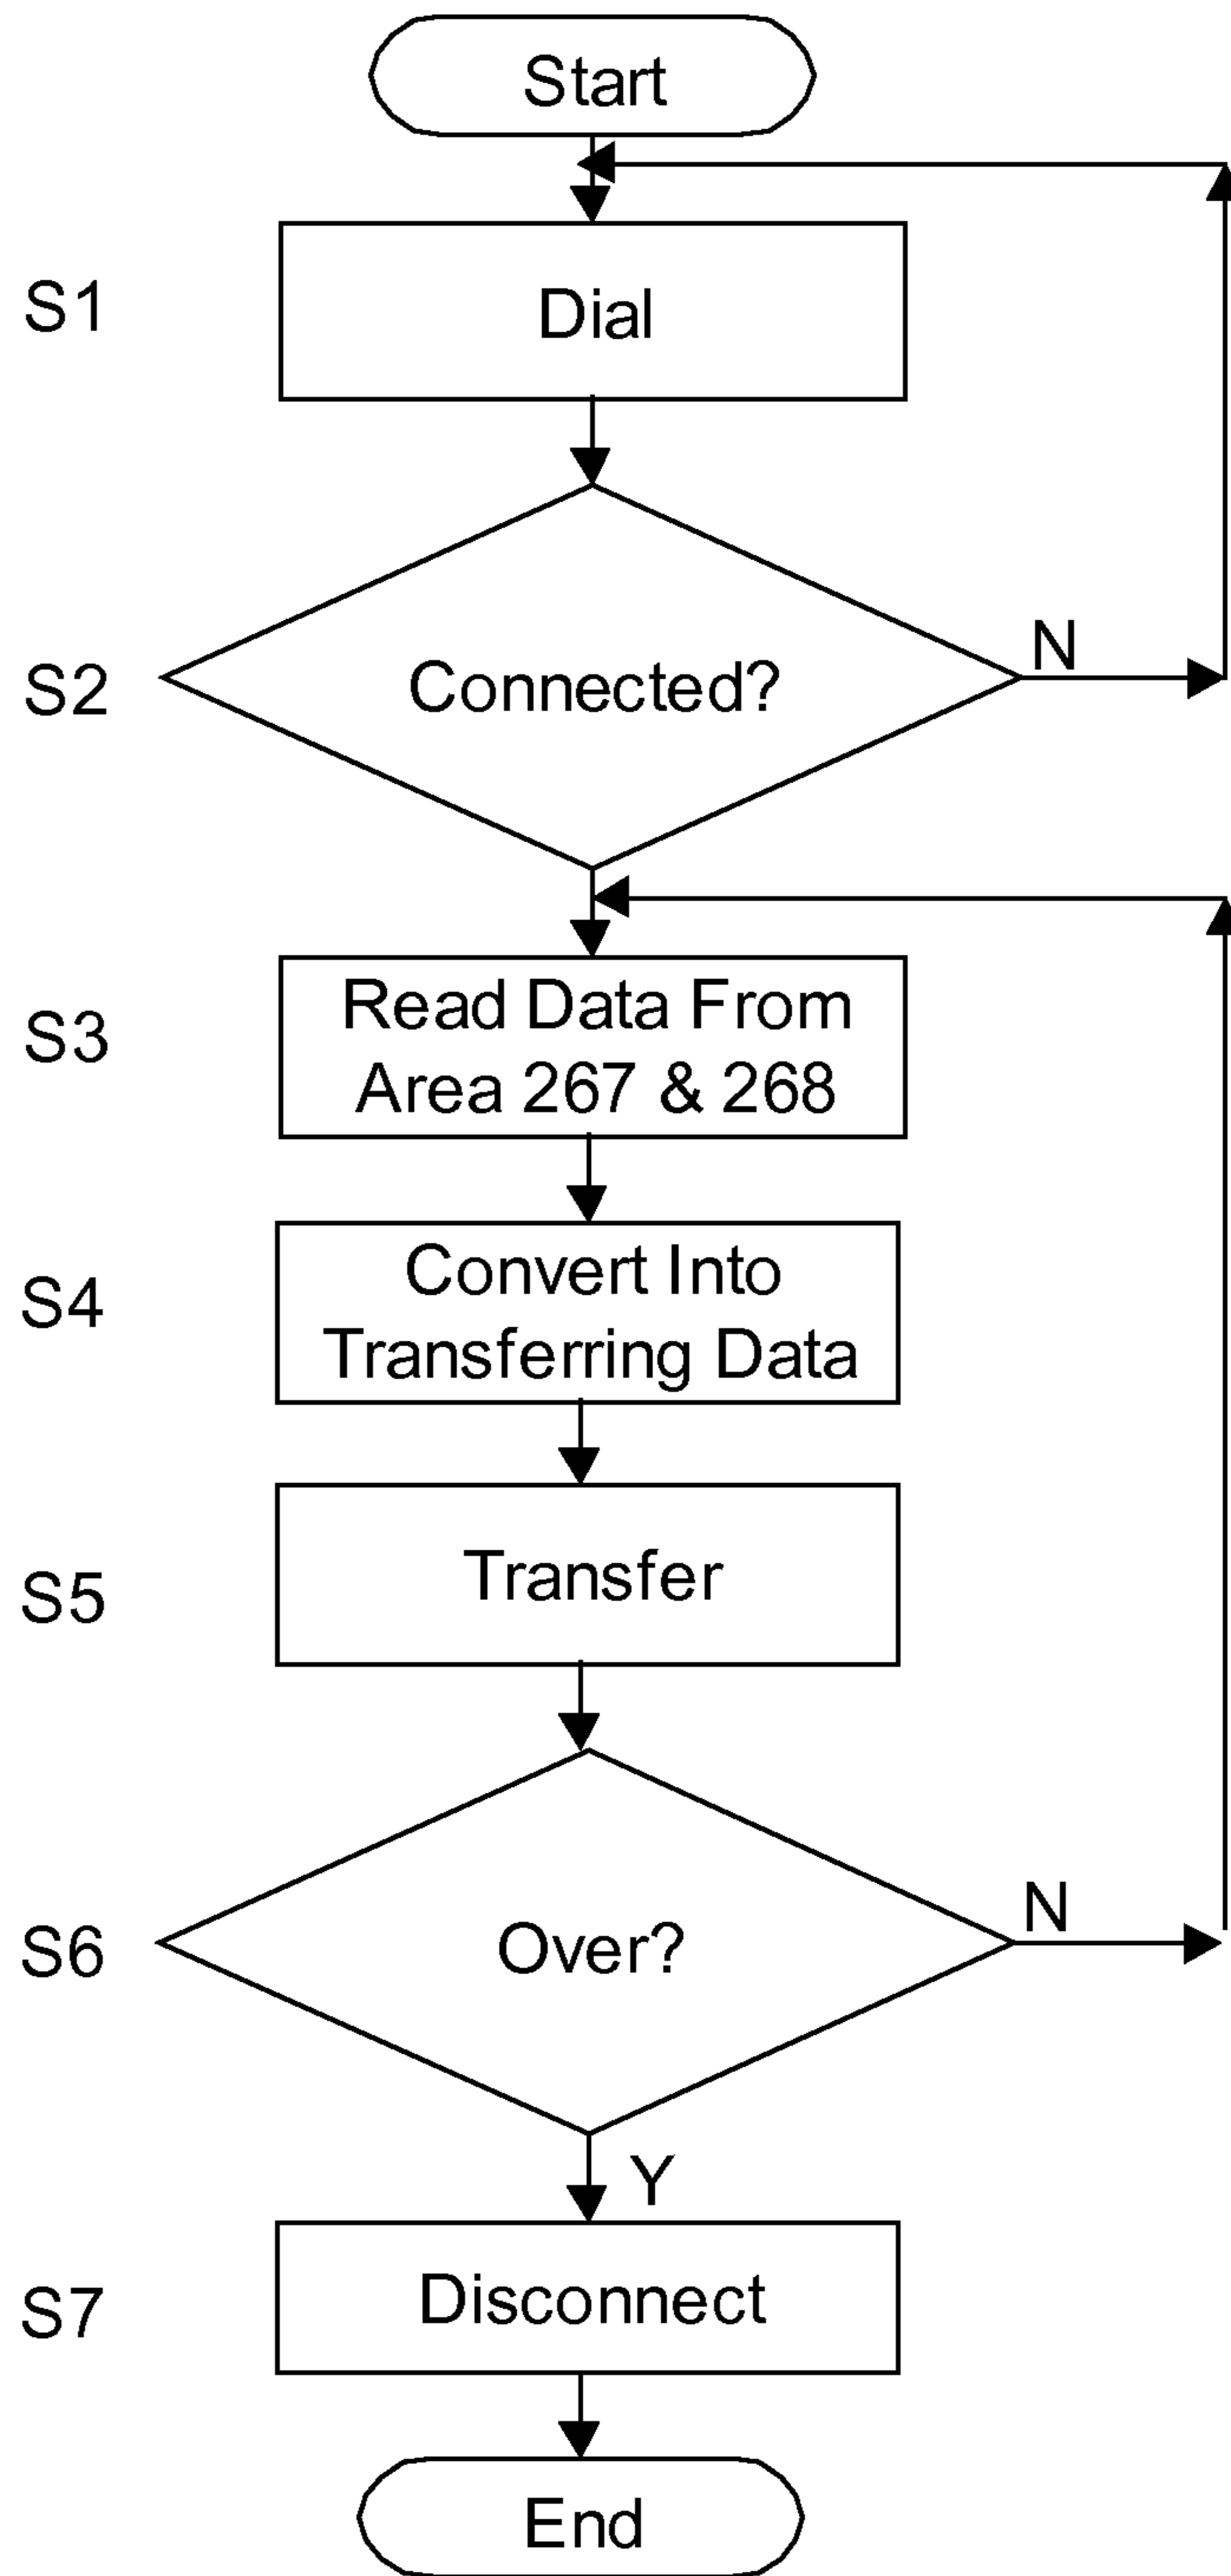 Start
S1
Dial
S2
Connected?
N
S3
Read Data From
Area 267 & 268
S4
Convert Into
Transferring Data
S5
Transfer
S6
Over?
N
Y
S7
Disconnect
End